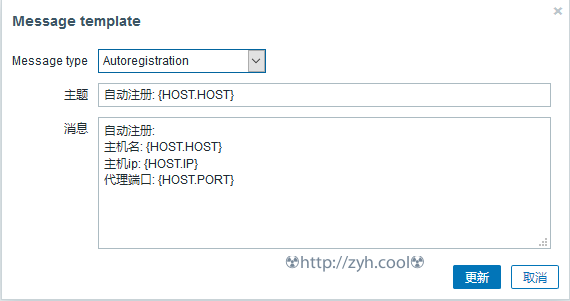 Message template
Message type Autoregistration
主题 自动注册: {HOST.HOST}
消息 自动注册:
主机名: {HOST.HOST}
主机ip: {HOST.IP}
代理端口: {HOST.PORT}
☢http://zyh.cool☢
更新 取消